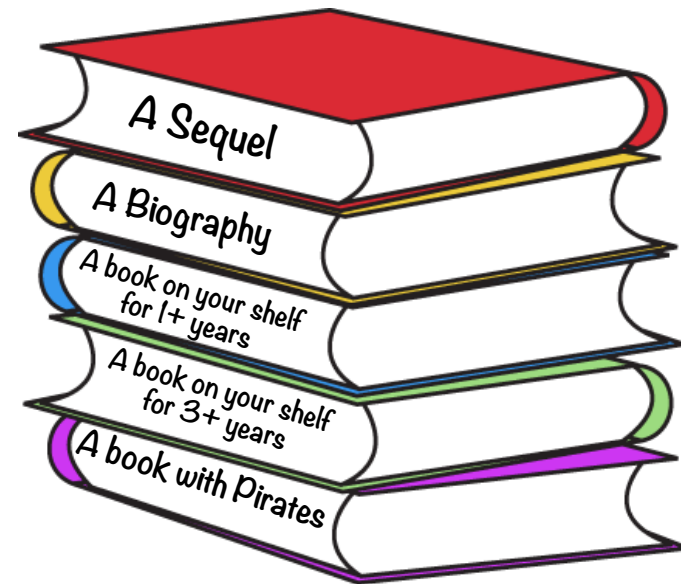 A Sequel
A Biography
A book on your shelf
for 1+ years
A book on your shelf
for 3+ years
A book with Pirates